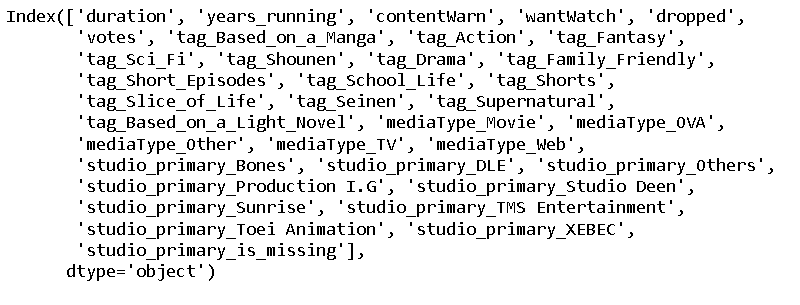 Index(['duration', 'years_running', 'contentWarn', 'wantWatch', 'dropped',
'votes', 'tag_Based_on_a_Manga', 'tag_Action', 'tag_Fantasy',
'tag_Sci_Fi', 'tag_Shounen', 'tag_Drama', 'tag_Family_Friendly',
'tag_Short_Episodes', 'tag_School_Life', 'tag_Shorts',
'tag_Slice_of_Life', 'tag_Seinen', 'tag_Supernatural',
'tag_Based_on_a_Light_Novel', 'mediaType_Movie', 'mediaType_OVA',
'mediaType_Other', 'mediaType_TV', 'mediaType_Web',
'studio_primary_Bones', 'studio_primary_DLE', 'studio_primary_Others',
'studio_primary_Production I.G', 'studio_primary_Studio Deen',
'studio_primary_Sunrise', 'studio_primary_TMS Entertainment',
'studio_primary_Toei Animation', 'studio_primary_XEBEC',
'studio_primary_is_missing'],
dtype='object')